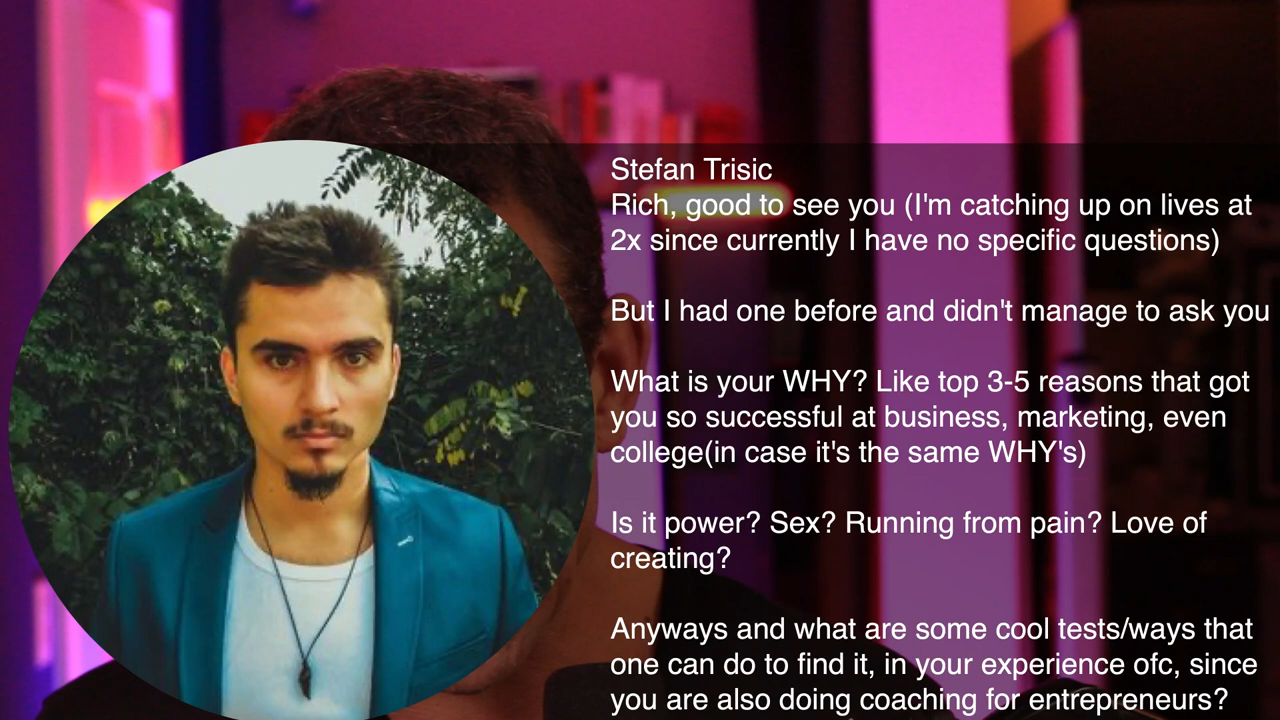 Stefan Trisic
Rich, good to see you (I'm catching up on lives at
2x since currently I have no specific questions)
But I had one before and didn't manage to ask you
What is your WHY? Like top 3-5 reasons that got
you so successful at business, marketing, even
college(in case it's the same WHY's)
Is it power? Sex? Running from pain? Love of
creating?
Anyways and what are some cool tests/ways that
one can do to find it, in your experience ofc, since
you are also doing coaching for entrepreneurs?